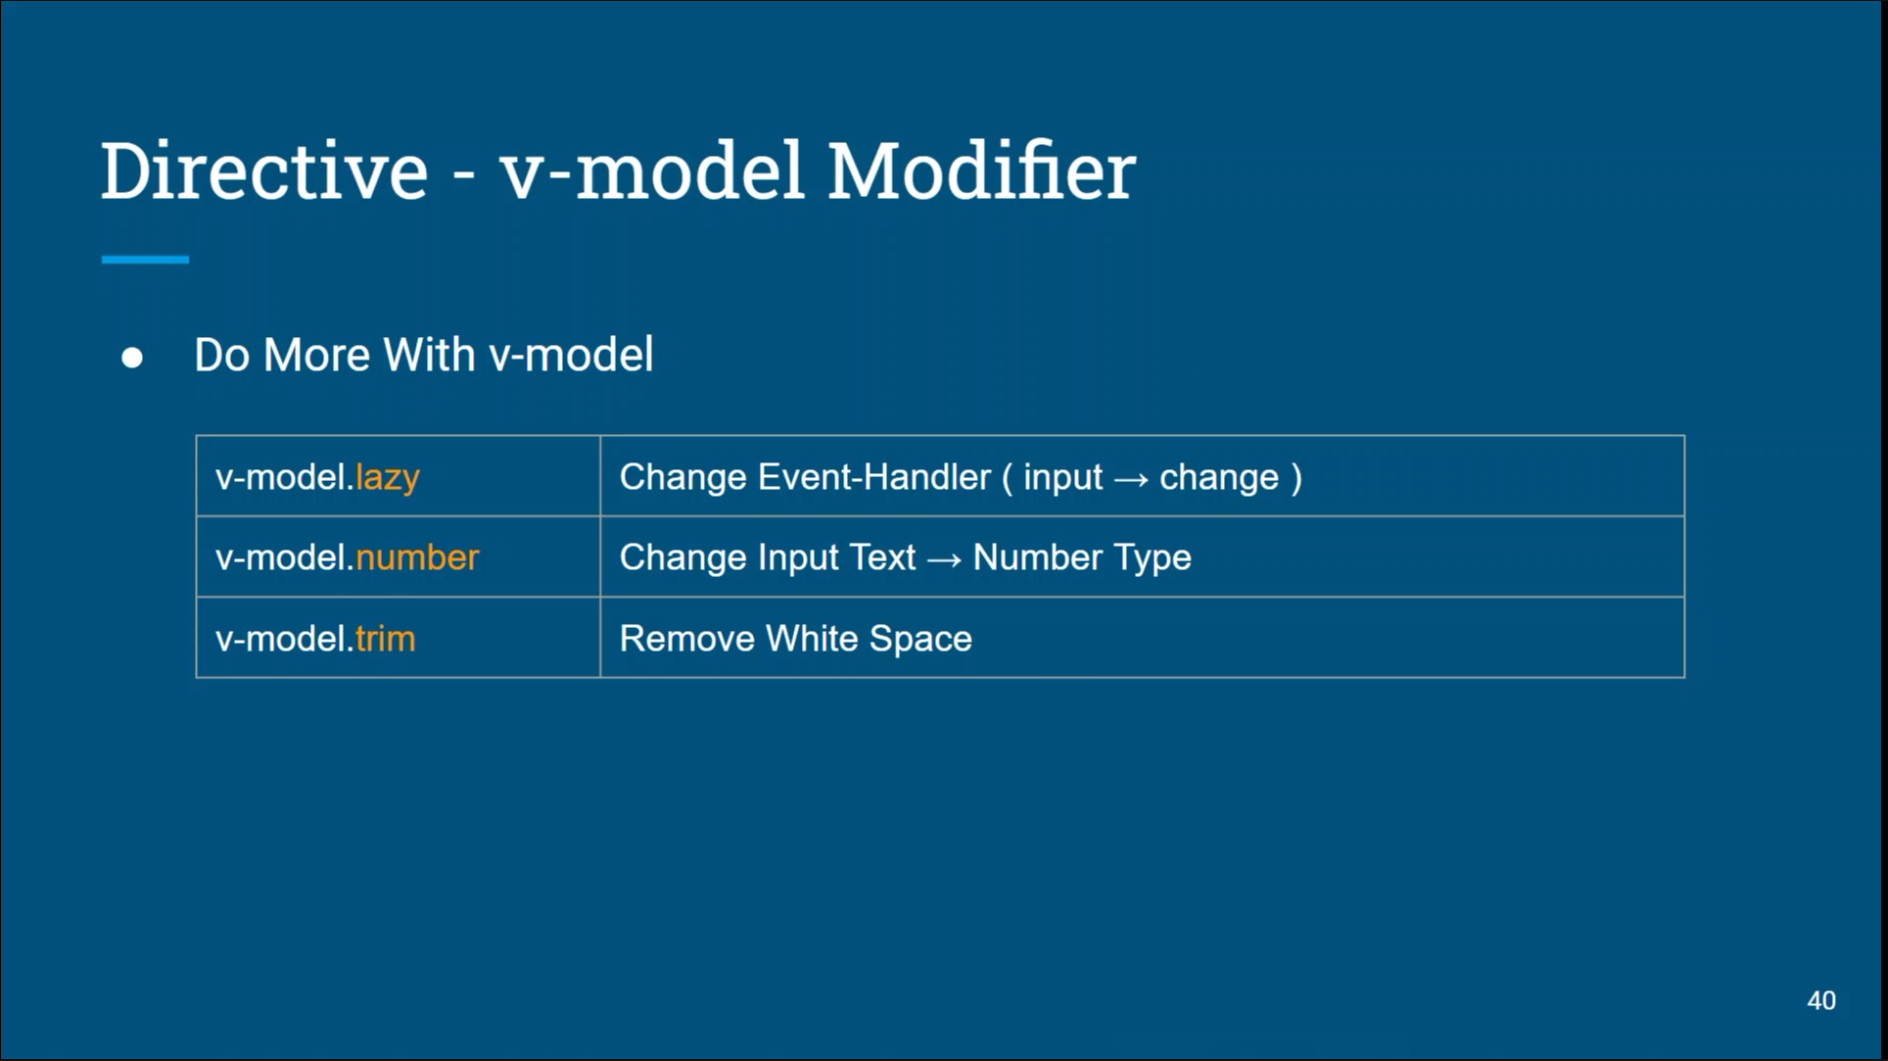 Directive - v-model Modifier
● Do More With v-model
v-model.lazy Change Event-Handler ( input → change )
v-model.number Change Input Text → Number Type
v-model.trim Remove White Space
40